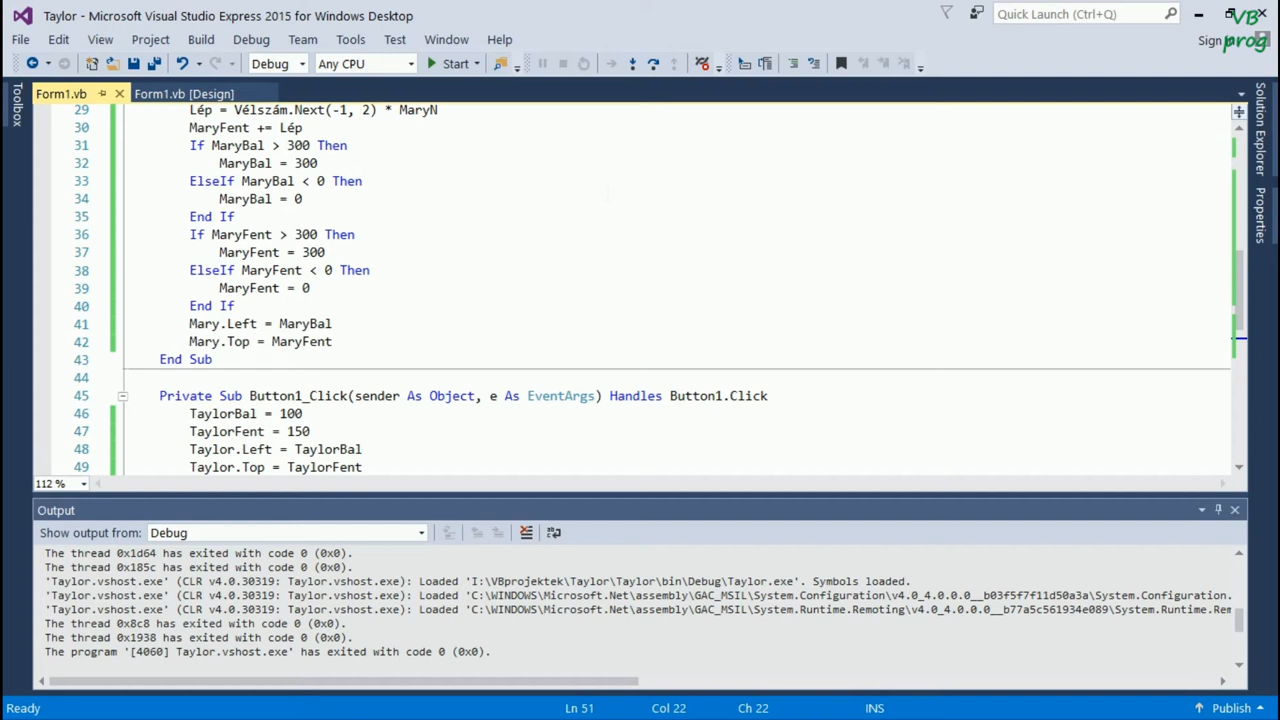 Taylor - Microsoft Visual Studio Express 2015 for Windows Desktop
Quick Launch (Ctrl+Q)
VB
prog
File Edit View Project Build Debug Team Tools Test Window Help
Sign
Debug Any CPU Start
Toolbox
Form1.vb Form1.vb [Design]
Solution Explorer
Properties
29 Lép = Vélszám.Next(-1, 2) * MaryN
30 MaryFent += Lép
31 If MaryBal > 300 Then
32 MaryBal = 300
33 ElseIf MaryBal < 0 Then
34 MaryBal = 0
35 End If
36 If MaryFent > 300 Then
37 MaryFent = 300
38 ElseIf MaryFent < 0 Then
39 MaryFent = 0
40 End If
41 Mary.Left = MaryBal
42 Mary.Top = MaryFent
43 End Sub
44
45 Private Sub Button1_Click(sender As Object, e As EventArgs) Handles Button1.Click
46 TaylorBal = 100
47 TaylorFent = 150
48 Taylor.Left = TaylorBal
49 Taylor.Top = TaylorFent
112 %
Output
Show output from: Debug
The thread 0x1d64 has exited with code 0 (0x0).
The thread 0x185c has exited with code 0 (0x0).
'Taylor.vshost.exe' (CLR v4.0.30319: Taylor.vshost.exe): Loaded 'I:\VBprojektek\Taylor\Taylor\bin\Debug\Taylor.exe'. Symbols loaded.
'Taylor.vshost.exe' (CLR v4.0.30319: Taylor.vshost.exe): Loaded 'C:\WINDOWS\Microsoft.Net\assembly\GAC_MSIL\System.Configuration\v4.0_4.0.0.0__b03f5f7f11d50a3a\System.Configuration.
'Taylor.vshost.exe' (CLR v4.0.30319: Taylor.vshost.exe): Loaded 'C:\WINDOWS\Microsoft.Net\assembly\GAC_MSIL\System.Runtime.Remoting\v4.0_4.0.0.0__b77a5c561934e089\System.Runtime.Rem
The thread 0x8c8 has exited with code 0 (0x0).
The thread 0x1938 has exited with code 0 (0x0).
The program '[4060] Taylor.vshost.exe' has exited with code 0 (0x0).
Ready Ln 51 Col 22 Ch 22 INS Publish